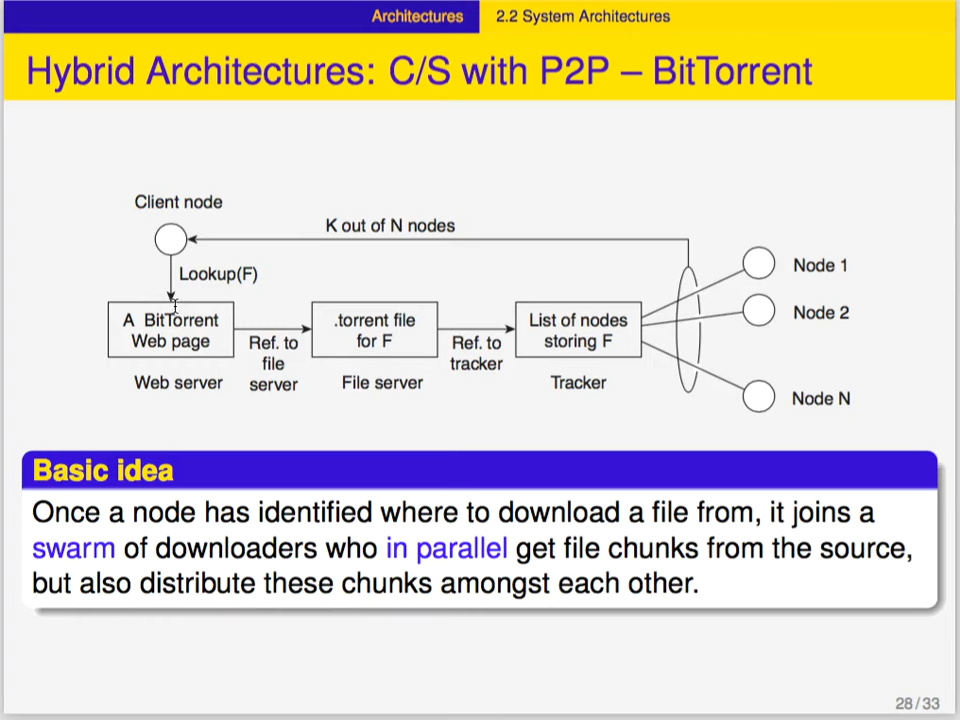 Architectures 2.2 System Architectures
Hybrid Architectures: C/S with P2P – BitTorrent
Client node
K out of N nodes
Lookup(F)
Node 1
Node 2
Node N
A BitTorrent
Web page
Web server
Ref. to
file
server
.torrent file
for F
File server
Ref. to
tracker
List of nodes
storing F
Tracker
Basic idea
Once a node has identified where to download a file from, it joins a
swarm of downloaders who in parallel get file chunks from the source,
but also distribute these chunks amongst each other.
28 / 33